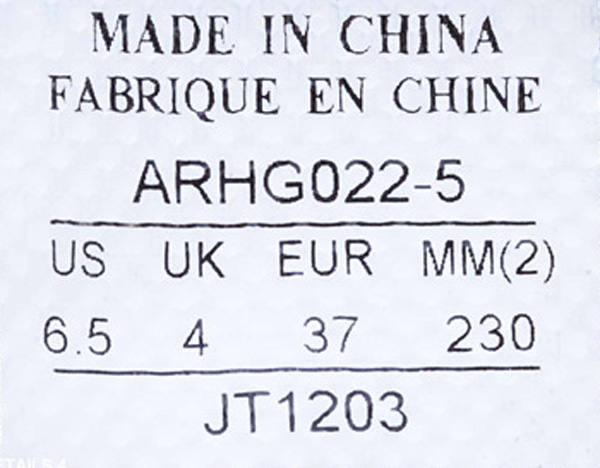 MADE IN CHINA
FABRIQUE EN CHINE
ARHG022-5
US UK EUR MM(2)
6.5 4 37 230
JT1203